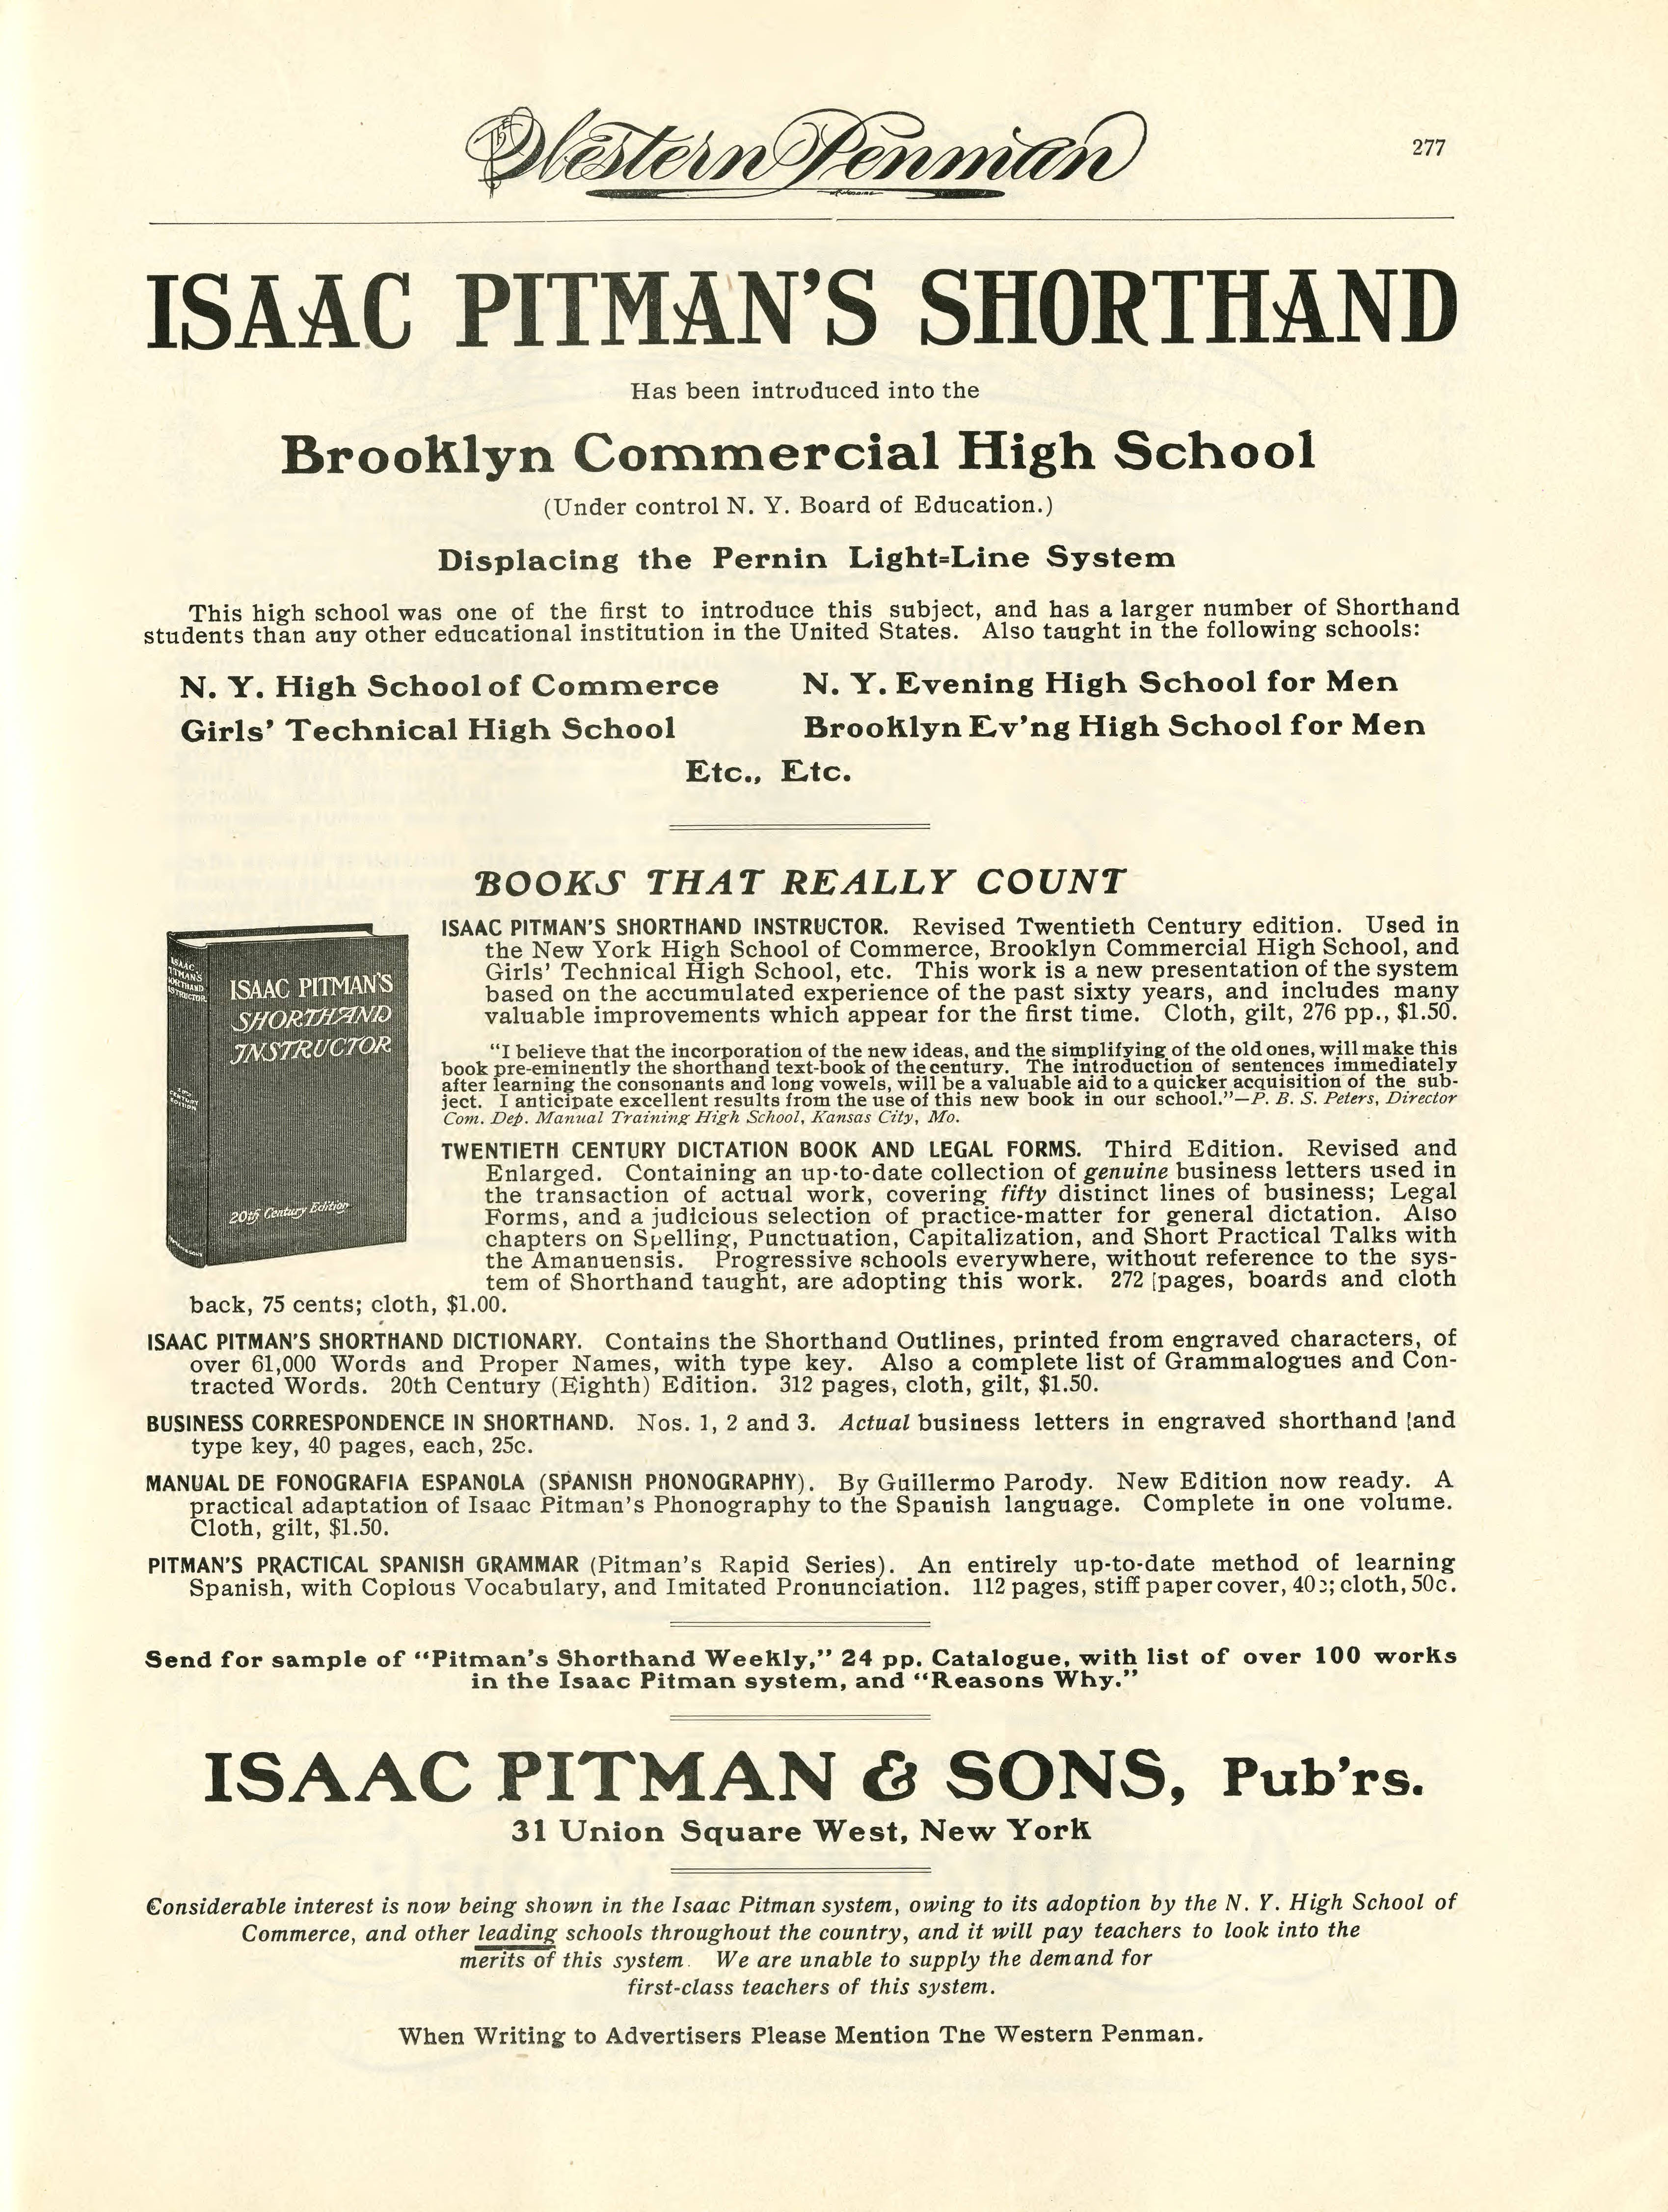 The Western Penman
277
ISAAC PITMAN'S SHORTHAND
Has been introduced into the
Brooklyn Commercial High School
(Under control N. Y. Board of Education.)
Displacing the Pernin Light=Line System
This high school was one of the first to introduce this subject, and has a larger number of Shorthand
students than any other educational institution in the United States. Also taught in the following schools:
N. Y. High School of Commerce
N. Y. Evening High School for Men
Girls' Technical High School
Brooklyn Ev'ng High School for Men
Etc., Etc.
BOOKS THAT REALLY COUNT
ISAAC PITMAN'S SHORTHAND INSTRUCTOR
ISAAC PITMAN'S
SHORTHAND
INSTRUCTOR
20th Century Edition
ISAAC PITMAN'S SHORTHAND INSTRUCTOR. Revised Twentieth Century edition. Used in
the New York High School of Commerce, Brooklyn Commercial High School, and
Girls' Technical High School, etc. This work is a new presentation of the system
based on the accumulated experience of the past sixty years, and includes many
valuable improvements which appear for the first time. Cloth, gilt, 276 pp., $1.50.
"I believe that the incorporation of the new ideas, and the simplifying of the old ones, will make this
book pre-eminently the shorthand text-book of the century. The introduction of sentences immediately
after learning the consonants and long vowels, will be a valuable aid to a quicker acquisition of the sub-
ject. I anticipate excellent results from the use of this new book in our school."—P. B. S. Peters, Director
Com. Dep. Manual Training High School, Kansas City, Mo.
TWENTIETH CENTURY DICTATION BOOK AND LEGAL FORMS. Third Edition. Revised and
Enlarged. Containing an up-to-date collection of genuine business letters used in
the transaction of actual work, covering fifty distinct lines of business; Legal
Forms, and a judicious selection of practice-matter for general dictation. Also
chapters on Spelling, Punctuation, Capitalization, and Short Practical Talks with
the Amanuensis. Progressive schools everywhere, without reference to the sys-
tem of Shorthand taught, are adopting this work. 272 [pages, boards and cloth
back, 75 cents; cloth, $1.00.
ISAAC PITMAN'S SHORTHAND DICTIONARY. Contains the Shorthand Outlines, printed from engraved characters, of
over 61,000 Words and Proper Names, with type key. Also a complete list of Grammalogues and Con-
tracted Words. 20th Century (Eighth) Edition. 312 pages, cloth, gilt, $1.50.
BUSINESS CORRESPONDENCE IN SHORTHAND. Nos. 1, 2 and 3. Actual business letters in engraved shorthand [and
type key, 40 pages, each, 25c.
MANUAL DE FONOGRAFIA ESPANOLA (SPANISH PHONOGRAPHY). By Guillermo Parody. New Edition now ready. A
practical adaptation of Isaac Pitman's Phonography to the Spanish language. Complete in one volume.
Cloth, gilt, $1.50.
PITMAN'S PRACTICAL SPANISH GRAMMAR (Pitman's Rapid Series). An entirely up-to-date method of learning
Spanish, with Copious Vocabulary, and Imitated Pronunciation. 112 pages, stiff paper cover, 40c; cloth, 50c.
Send for sample of "Pitman's Shorthand Weekly," 24 pp. Catalogue, with list of over 100 works
in the Isaac Pitman system, and "Reasons Why."
ISAAC PITMAN & SONS, Pub'rs.
31 Union Square West, New York
Considerable interest is now being shown in the Isaac Pitman system, owing to its adoption by the N. Y. High School of
Commerce, and other leading schools throughout the country, and it will pay teachers to look into the
merits of this system. We are unable to supply the demand for
first-class teachers of this system.
When Writing to Advertisers Please Mention The Western Penman.